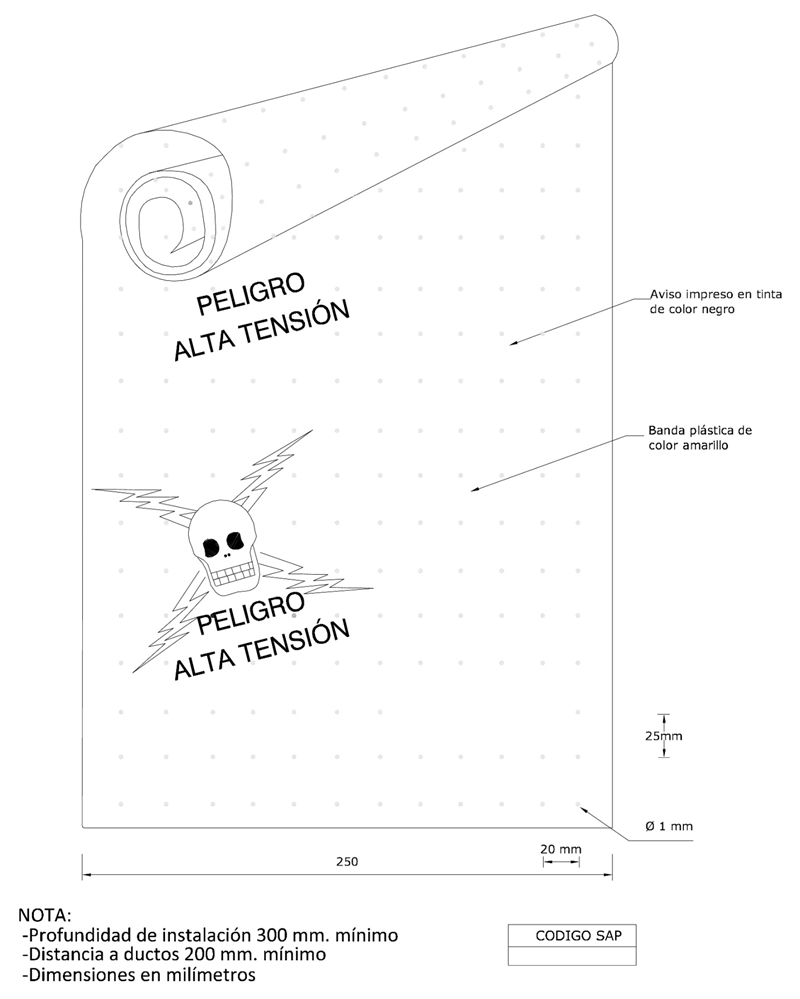 PELIGRO
ALTA TENSIÓN
Aviso impreso en tinta
de color negro
Banda plástica de
color amarillo
PELIGRO
ALTA TENSIÓN
25mm
Ø 1 mm
20 mm
250
NOTA:
-Profundidad de instalación 300 mm. mínimo
-Distancia a ductos 200 mm. mínimo
-Dimensiones en milímetros
CODIGO SAP